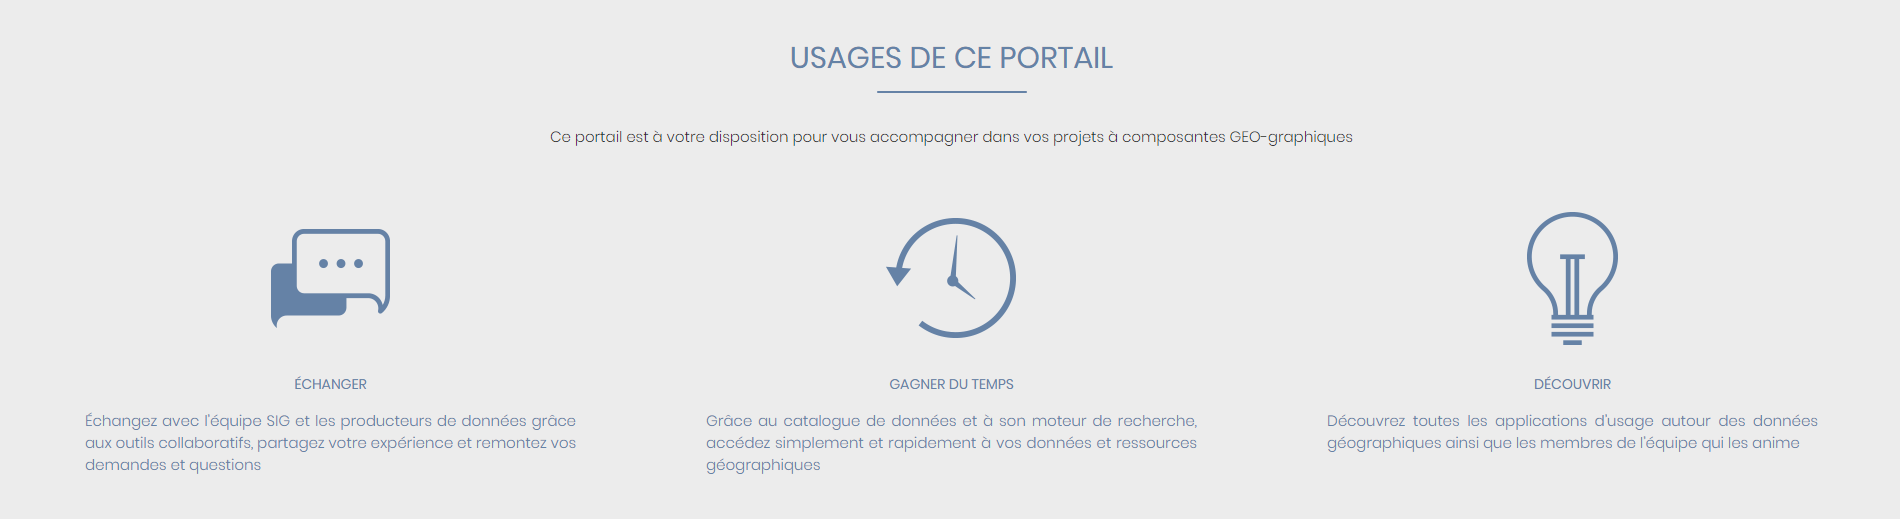 USAGES DE CE PORTAIL
Ce portail est à votre disposition pour vous accompagner dans vos projets à composantes GEO-graphiques
ÉCHANGER
Échangez avec l'équipe SIG et les producteurs de données grâce
aux outils collaboratifs, partagez votre expérience et remontez vos
demandes et questions
GAGNER DU TEMPS
Grâce au catalogue de données et à son moteur de recherche,
accédez simplement et rapidement à vos données et ressources
géographiques
DÉCOUVRIR
Découvrez toutes les applications d'usage autour des données
géographiques ainsi que les membres de l'équipe qui les anime